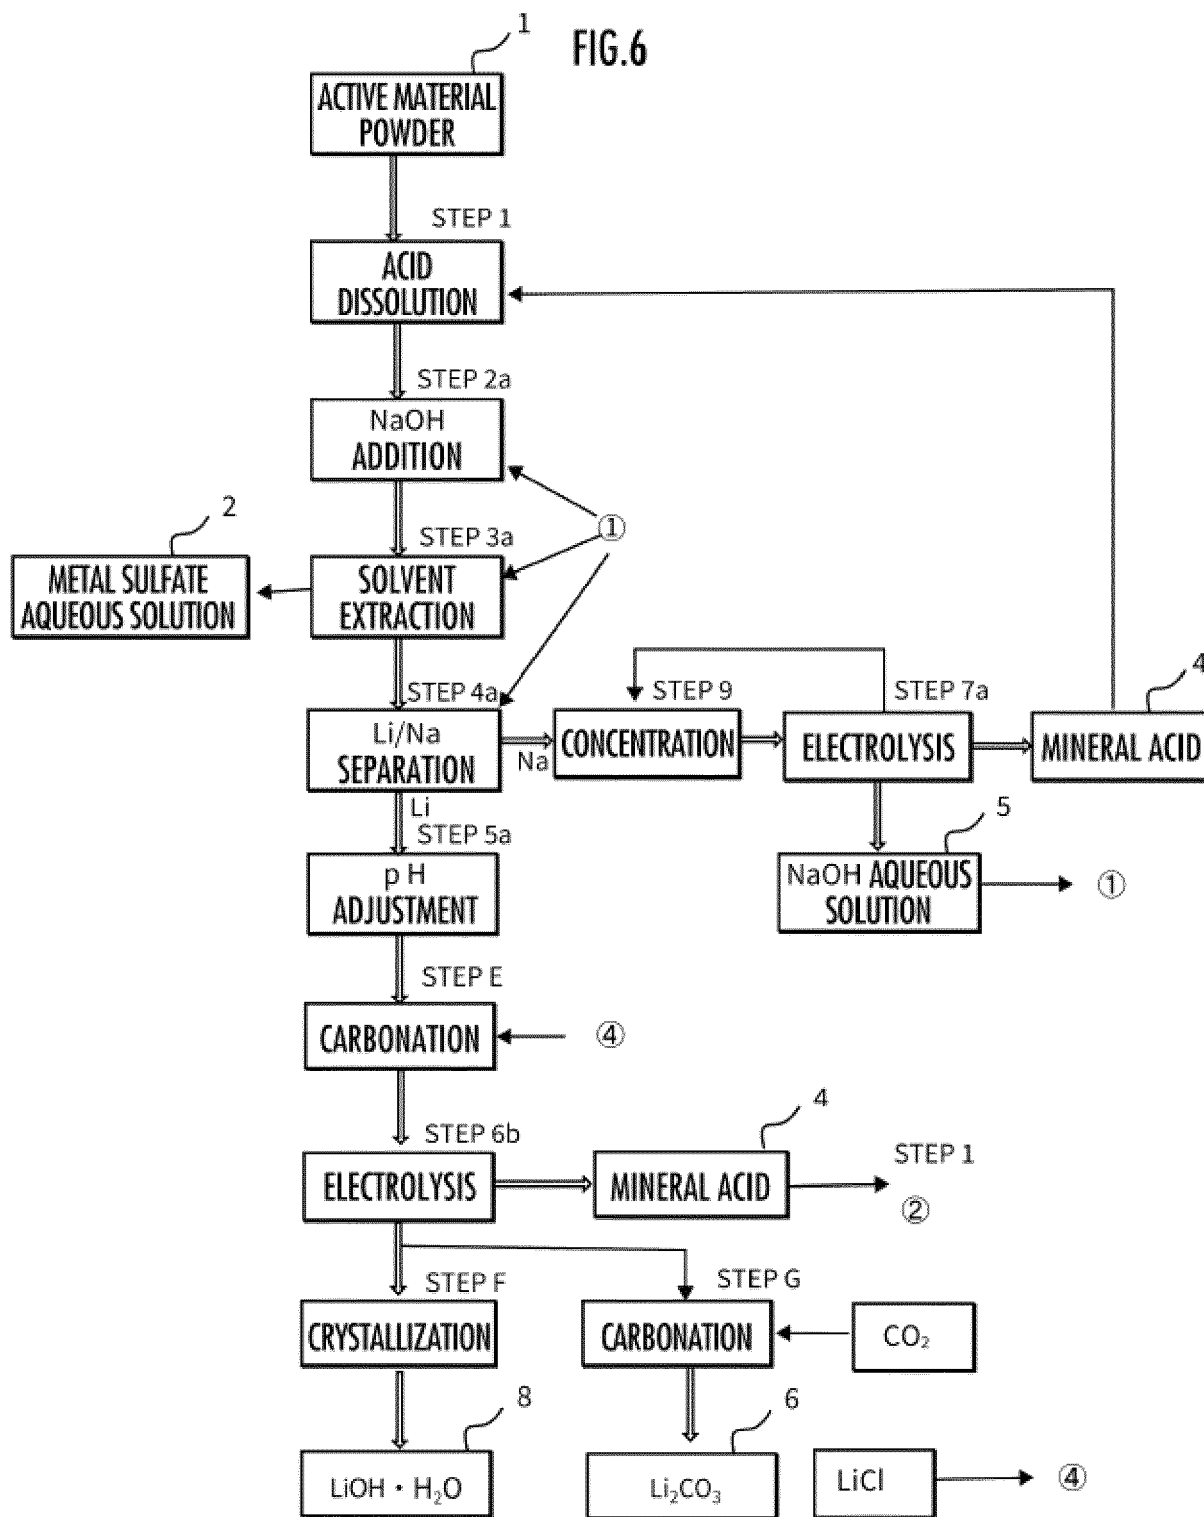 FIG.6
1
ACTIVE MATERIAL
POWDER
STEP 1
ACID
DISSOLUTION
STEP 2a
NaOH
ADDITION
①
2
STEP 3a
METAL SULFATE
AQUEOUS SOLUTION
SOLVENT
EXTRACTION
STEP 4a
Li/Na
SEPARATION
Na
STEP 9
CONCENTRATION
STEP 7a
ELECTROLYSIS
4
MINERAL ACID
Li
STEP 5a
5
NaOH AQUEOUS
SOLUTION
①
pH
ADJUSTMENT
STEP E
CARBONATION
④
STEP 6b
ELECTROLYSIS
4
MINERAL ACID
STEP 1
②
STEP F
CRYSTALLIZATION
STEP G
CARBONATION
CO₂
8
LiOH・H₂O
6
Li₂CO₃
LiCl
④